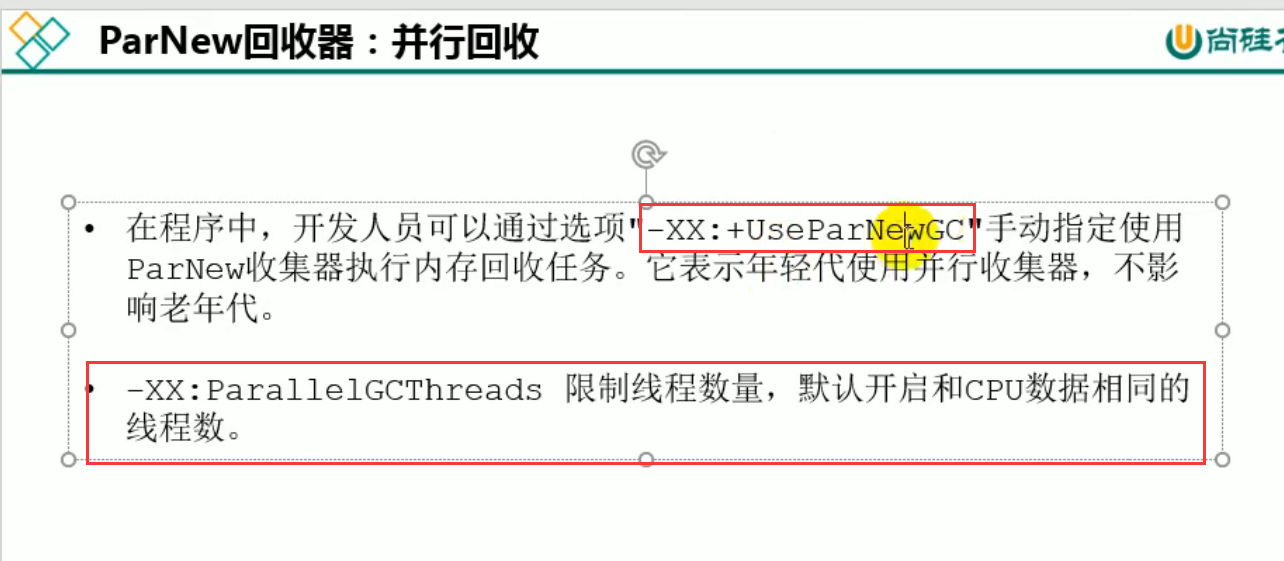 ParNew回收器：并行回收
尚硅
• 在程序中，开发人员可以通过选项"-XX:+UseParNewGC"手动指定使用
ParNew收集器执行内存回收任务。它表示年轻代使用并行收集器，不影
响老年代。
• -XX:ParallelGCThreads 限制线程数量，默认开启和CPU数据相同的
线程数。